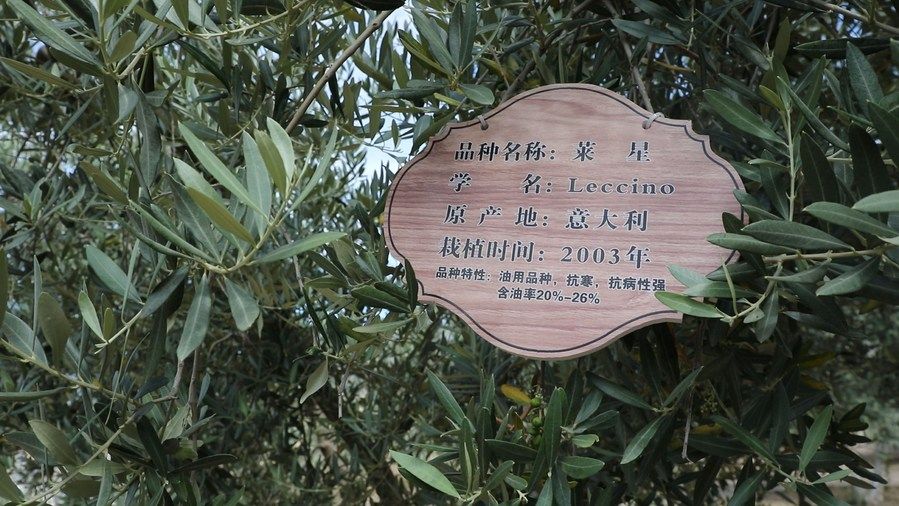 品种名称：莱 星
学 名：Leccino
原产地：意大利
栽植时间：2003年
品种特性：油用品种，抗寒，抗病性强
含油率20%-26%